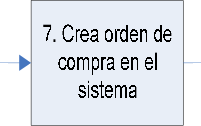 7. Crea orden de
compra en el
sistema